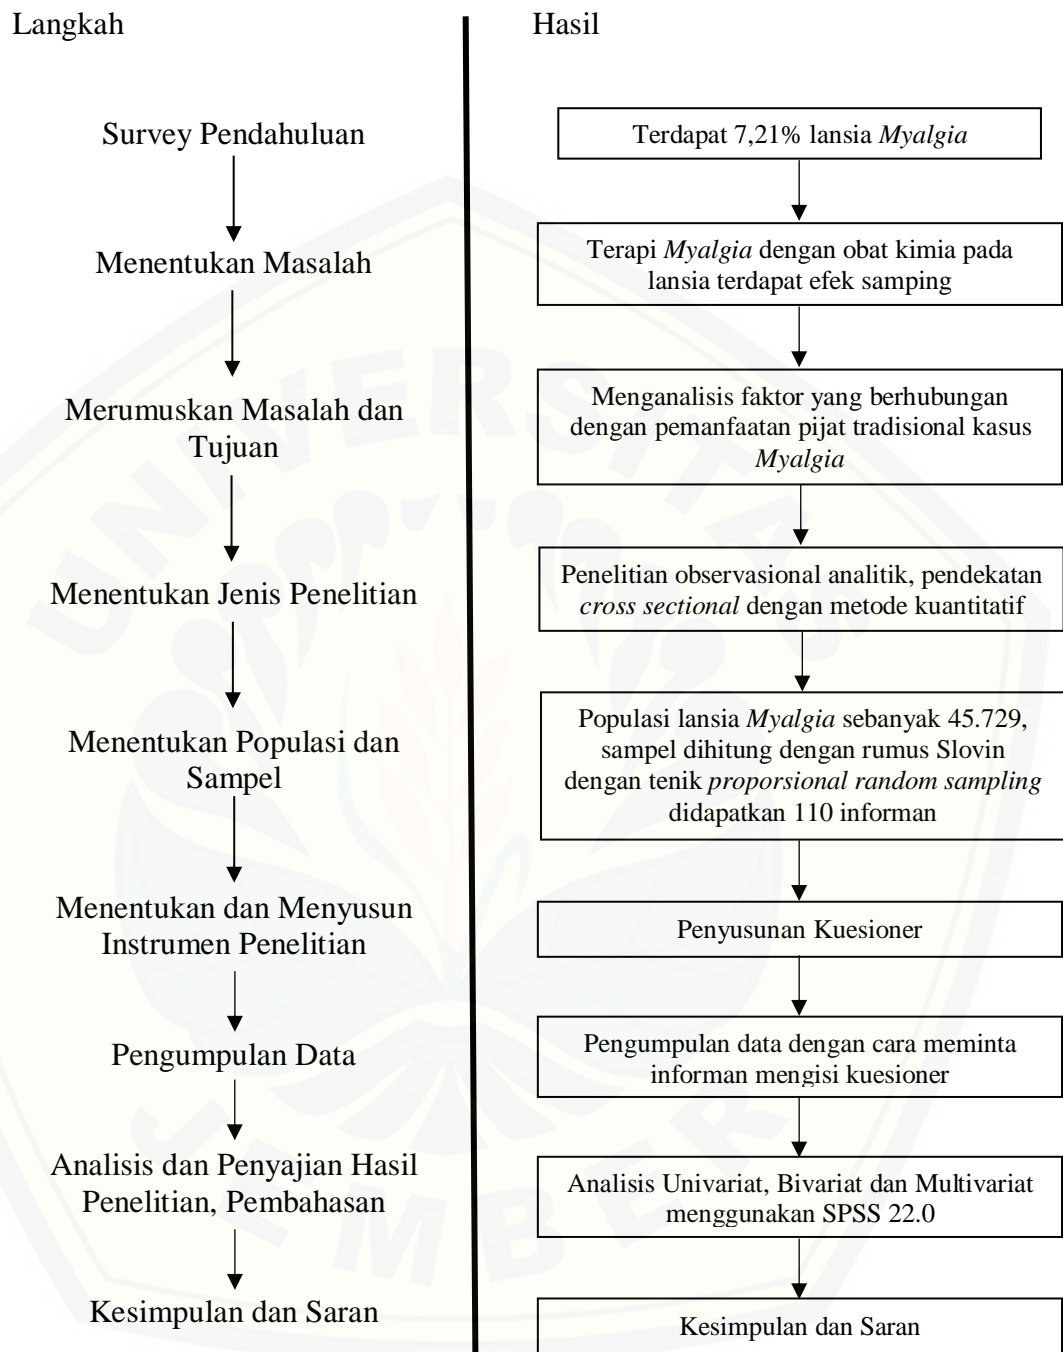 Langkah
Survey Pendahuluan
Menentukan Masalah
Merumuskan Masalah dan
Tujuan
Menentukan Jenis Penelitian
Menentukan Populasi dan
Sampel
Menentukan dan Menyusun
Instrumen Penelitian
Pengumpulan Data
Analisis dan Penyajian Hasil
Penelitian, Pembahasan
Kesimpulan dan Saran
Hasil
Terdapat 7,21% lansia Myalgia
Terapi Myalgia dengan obat kimia pada
lansia terdapat efek samping
Menganalisis faktor yang berhubungan
dengan pemanfaatan pijat tradisional kasus
Myalgia
Penelitian observasional analitik, pendekatan
cross sectional dengan metode kuantitatif
Populasi lansia Myalgia sebanyak 45.729,
sampel dihitung dengan rumus Slovin
dengan tenik proporsional random sampling
didapatkan 110 informan
Penyusunan Kuesioner
Pengumpulan data dengan cara meminta
informan mengisi kuesioner
Analisis Univariat, Bivariat dan Multivariat
menggunakan SPSS 22.0
Kesimpulan dan Saran
UNIVERSITAS
JEMBER